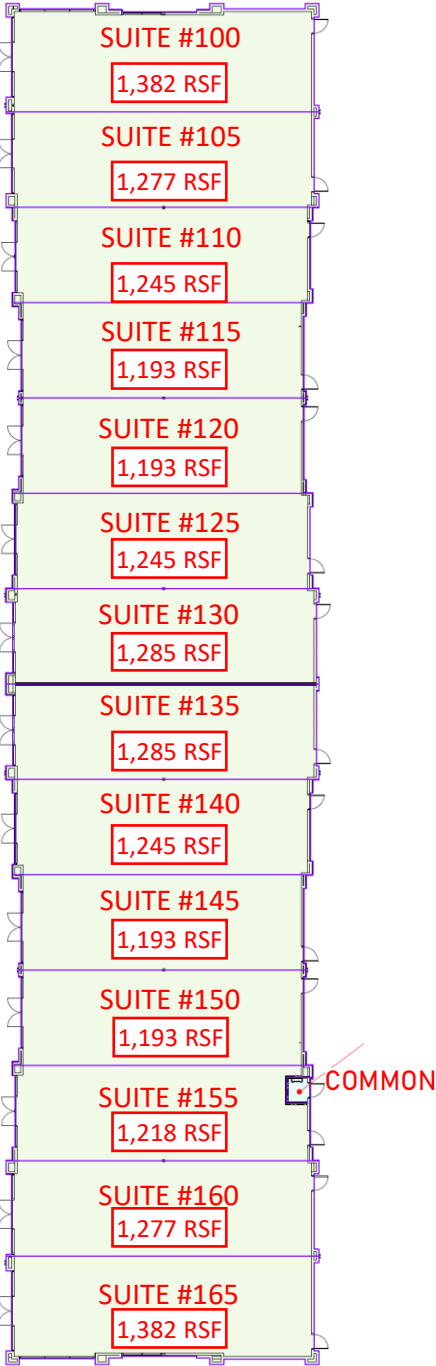 SUITE #100
1,382 RSF
SUITE #105
1,277 RSF
SUITE #110
1,245 RSF
SUITE #115
1,193 RSF
SUITE #120
1,193 RSF
SUITE #125
1,245 RSF
SUITE #130
1,285 RSF
SUITE #135
1,285 RSF
SUITE #140
1,245 RSF
SUITE #145
1,193 RSF
SUITE #150
1,193 RSF
COMMON
SUITE #155
1,218 RSF
SUITE #160
1,277 RSF
SUITE #165
1,382 RSF